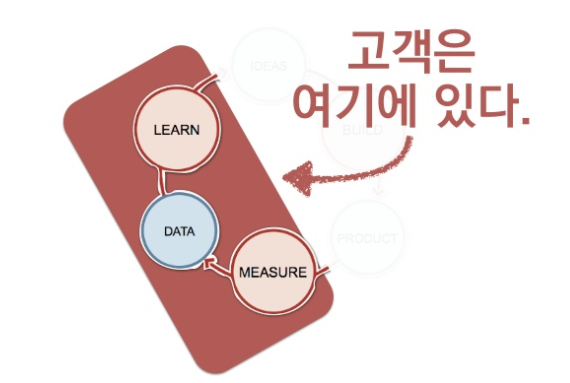 IDEAS
고객은
여기에 있다.
LEARN
BUILD
DATA
PRODUCT
MEASURE